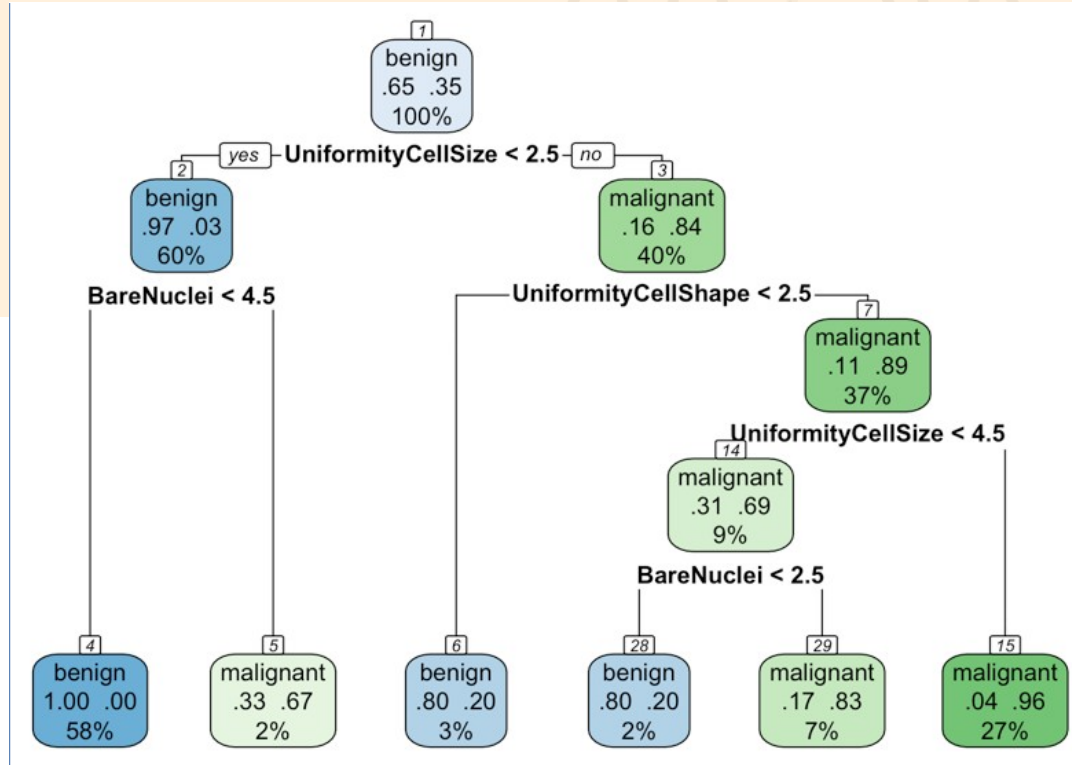 1
benign
.65 .35
100%
yes UniformityCellSize < 2.5 no
2
benign
.97 .03
60%
3
malignant
.16 .84
40%
BareNuclei < 4.5
UniformityCellShape < 2.5
7
malignant
.11 .89
37%
UniformityCellSize < 4.5
14
malignant
.31 .69
9%
BareNuclei < 2.5
4
benign
1.00 .00
58%
5
malignant
.33 .67
2%
6
benign
.80 .20
3%
28
benign
.80 .20
2%
29
malignant
.17 .83
7%
15
malignant
.04 .96
27%